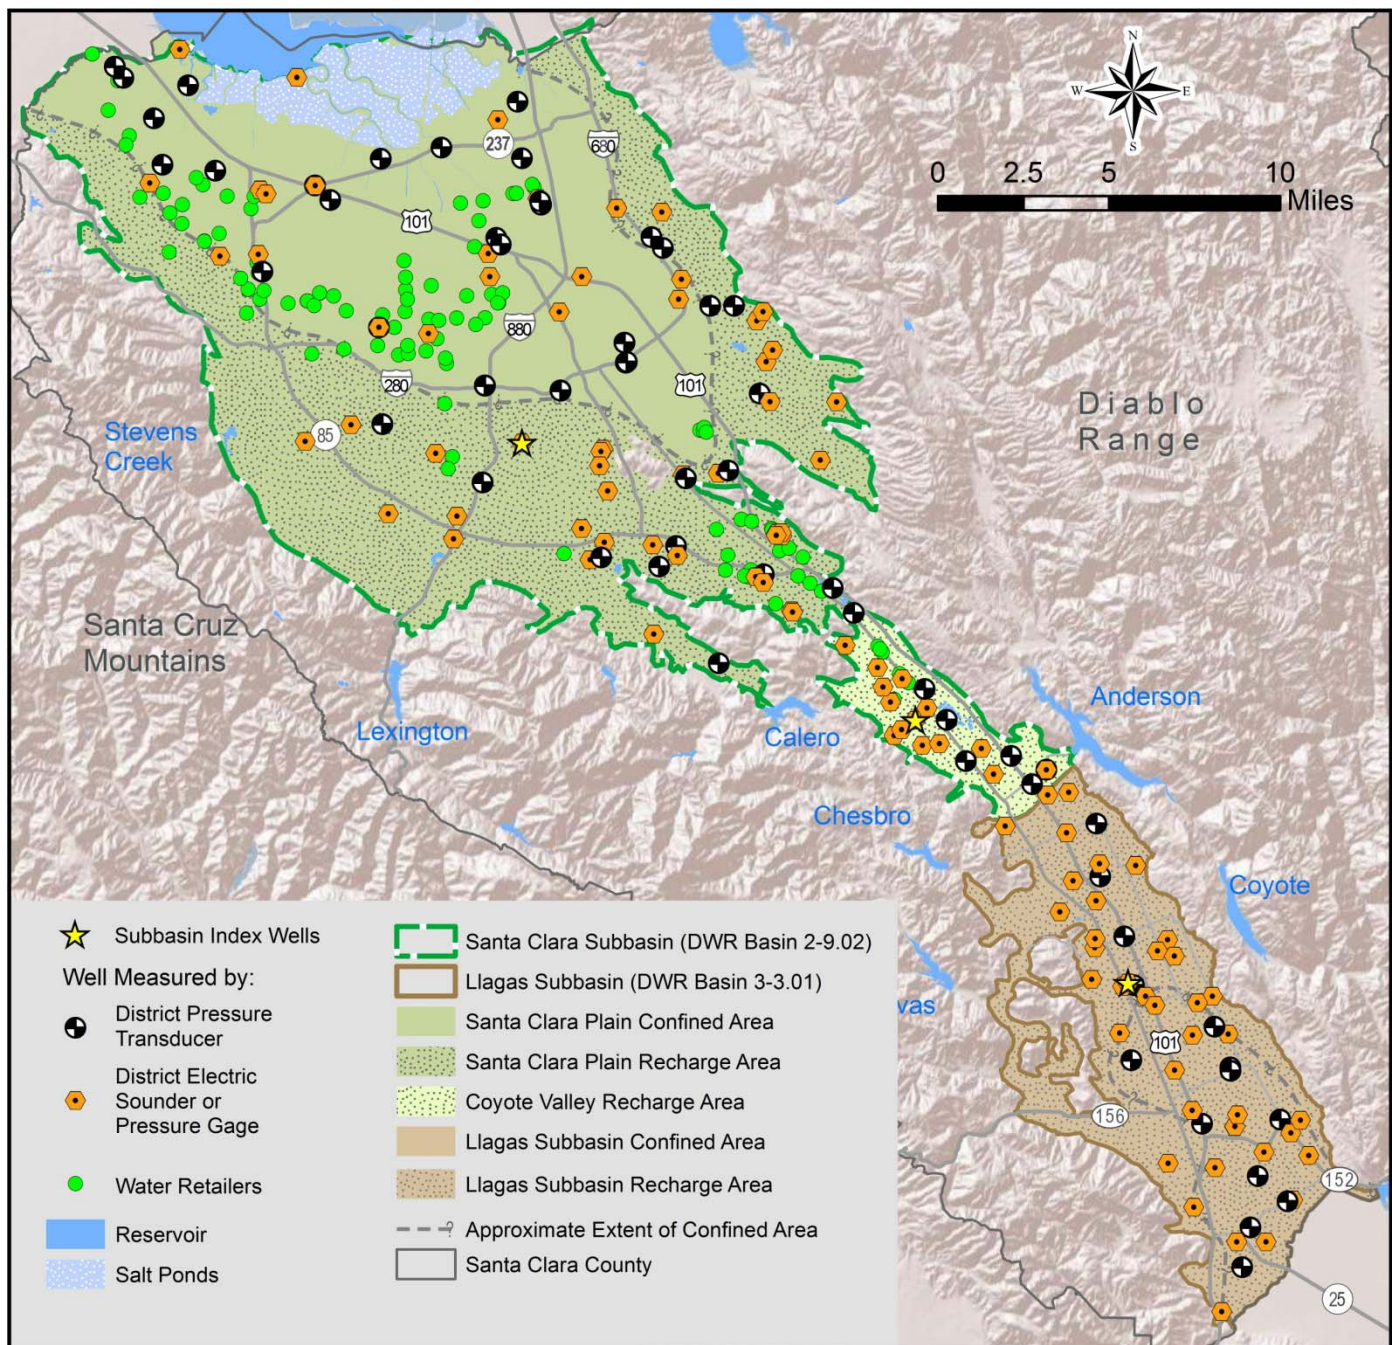 N
W
E
S
0 2.5 5 10
Miles
237
680
101
880
280
101
85
Stevens
Creek
Diablo
Range
Santa Cruz
Mountains
Lexington
Calero
Anderson
Chesbro
Coyote
vas
101
156
152
25
Subbasin Index Wells
Well Measured by:
District Pressure
Transducer
District Electric
Sounder or
Pressure Gage
Water Retailers
Reservoir
Salt Ponds
Santa Clara Subbasin (DWR Basin 2-9.02)
Llagas Subbasin (DWR Basin 3-3.01)
Santa Clara Plain Confined Area
Santa Clara Plain Recharge Area
Coyote Valley Recharge Area
Llagas Subbasin Confined Area
Llagas Subbasin Recharge Area
Approximate Extent of Confined Area
Santa Clara County